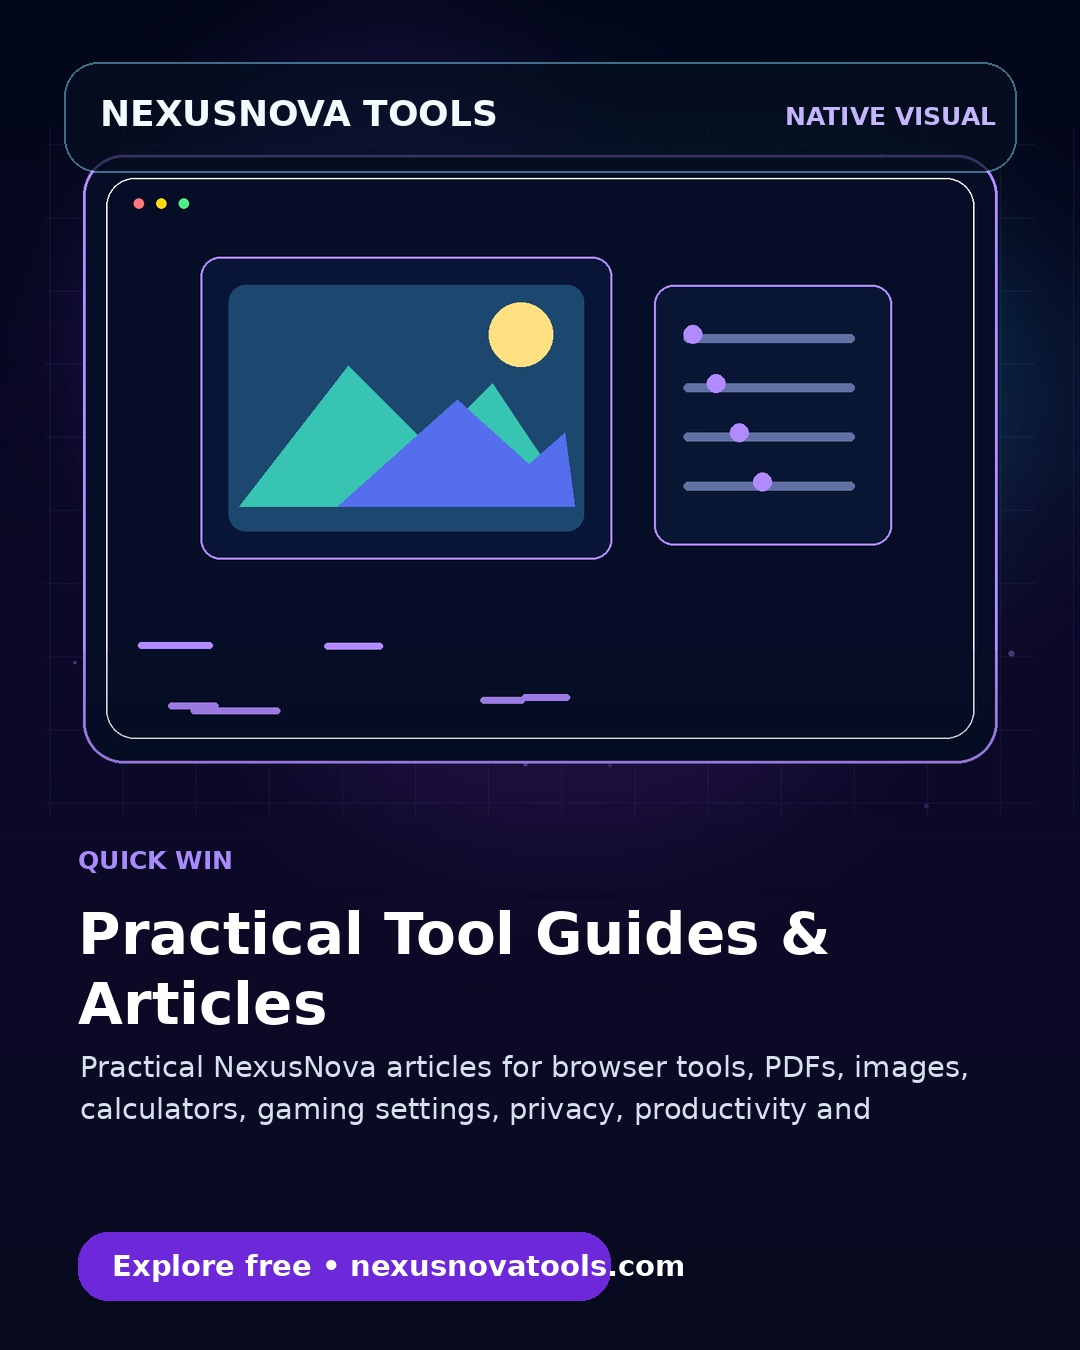 NEXUSNOVA TOOLS
NATIVE VISUAL
QUICK WIN
Practical Tool Guides &
Articles
Practical NexusNova articles for browser tools, PDFs, images,
calculators, gaming settings, privacy, productivity and
Explore free • nexusnovatools.com